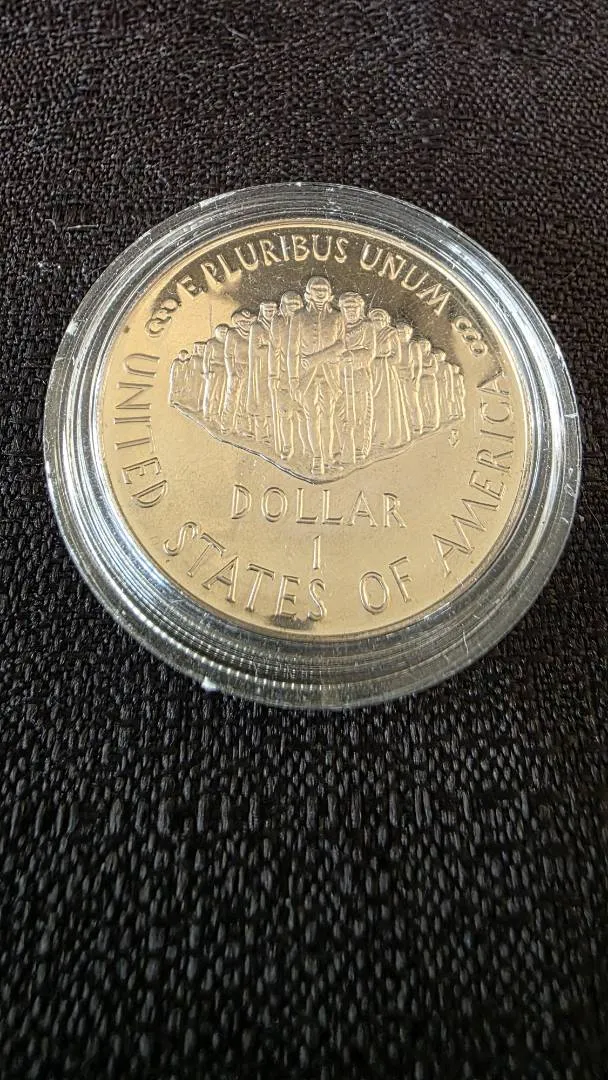 E PLURIBUS UNUM
DOLLAR
1
UNITED STATES OF AMERICA